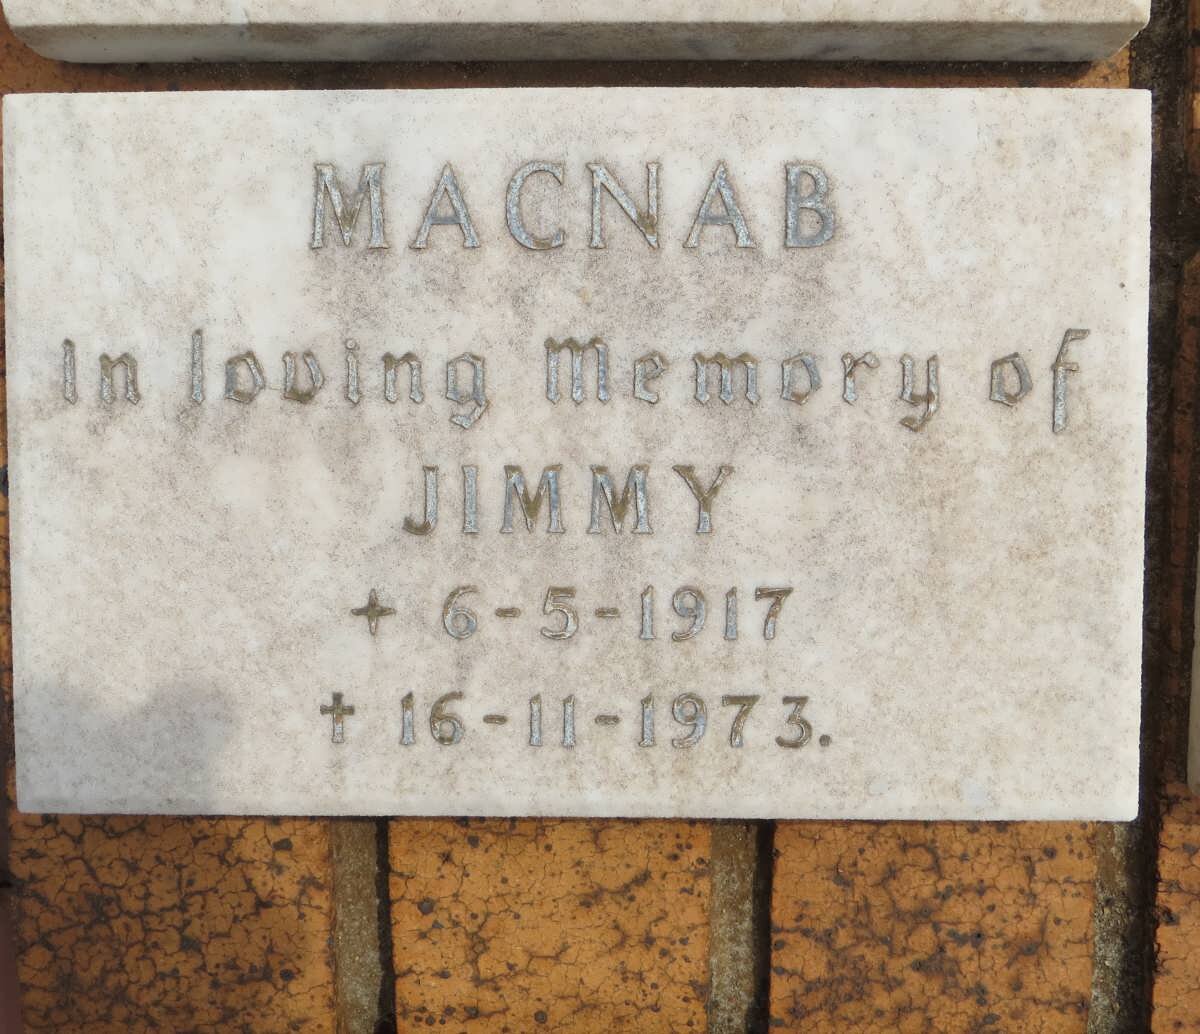 MACNAB
In loving Memory of
JIMMY
+ 6-5-1917
† 16-11-1973.